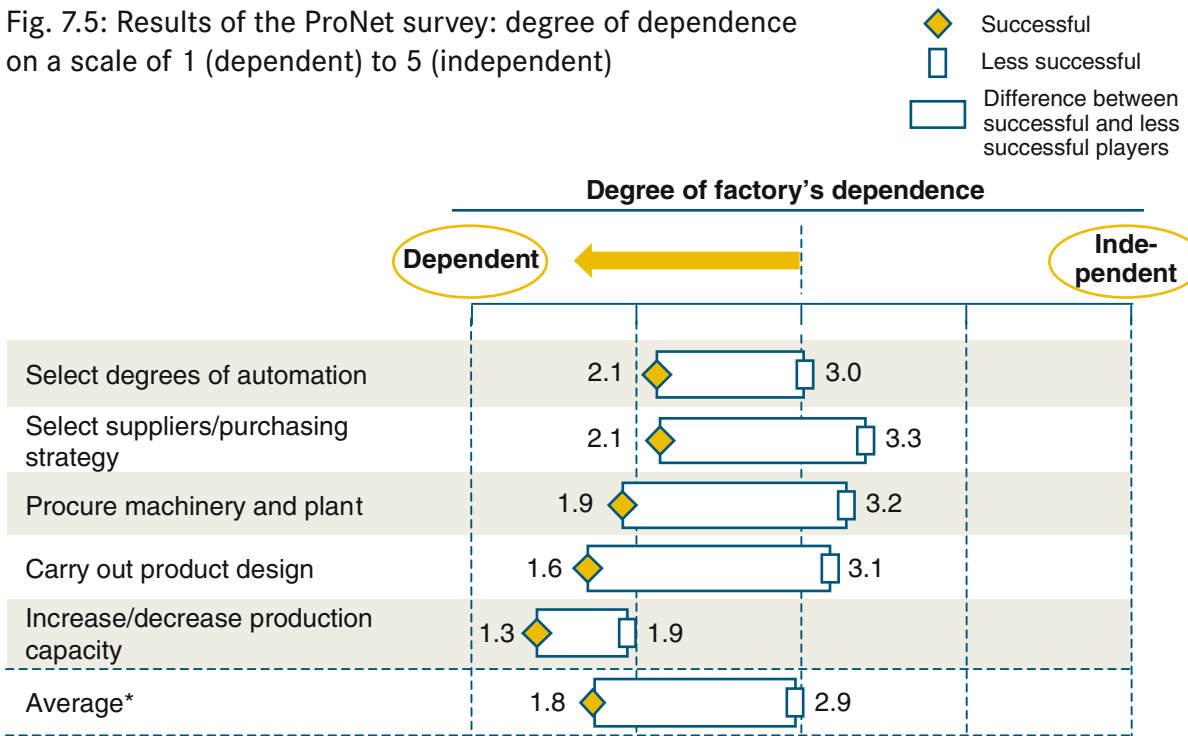 Fig. 7.5: Results of the ProNet survey: degree of dependence
on a scale of 1 (dependent) to 5 (independent)
Successful
Less successful
Difference between
successful and less
successful players
Degree of factory's dependence
Dependent
Inde-
pendent
Select degrees of automation
2.1
3.0
Select suppliers/purchasing
strategy
2.1
3.3
Procure machinery and plant
1.9
3.2
Carry out product design
1.6
3.1
Increase/decrease production
capacity
1.3
1.9
Average*
1.8
2.9